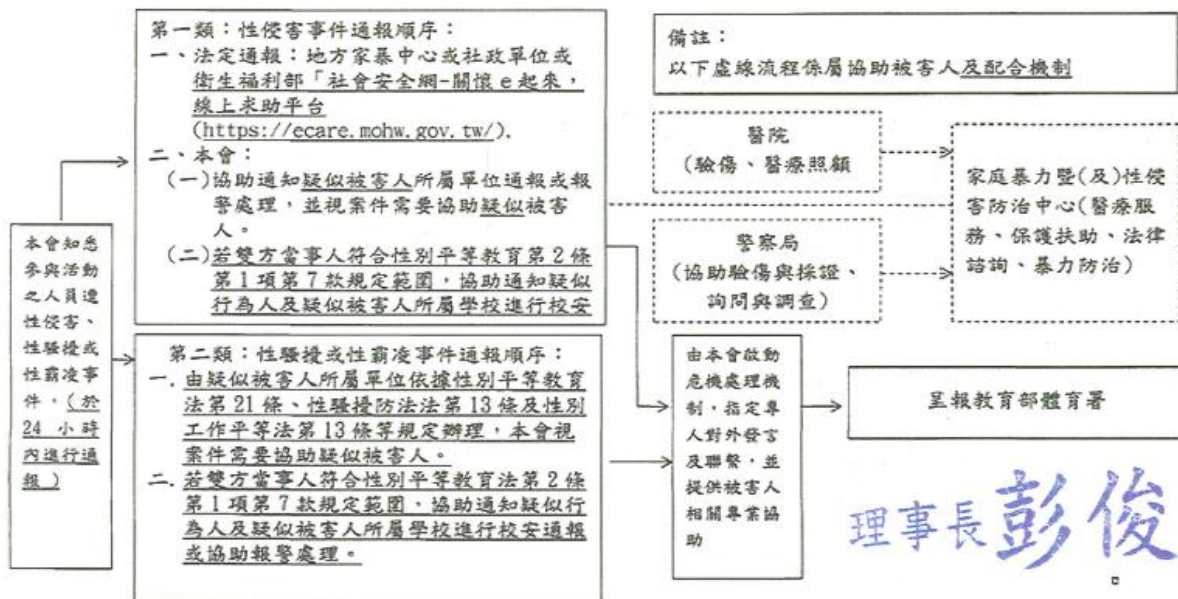 本會知悉
參與活動
之人員遭
性侵害、
性騷擾或
性霸凌事
件，(於
24 小時
內進行通
報)
第一類：性侵害事件通報順序：
一、法定通報：地方家暴中心或社政單位或
衛生福利部「社會安全網-關懷 e 起來，
線上求助平台
(https://ecare.mohw.gov.tw/).
二、本會：
(一)協助通知疑似被害人所屬單位通報或報
警處理，並視案件需要協助疑似被害
人。
(二)若雙方當事人符合性別平等教育第 2 條
第 1 項第 7 款規定範圍，協助通知疑似
行為人及疑似被害人所屬學校進行校安
第二類：性騷擾或性霸凌事件通報順序：
一. 由疑似被害人所屬單位依據性別平等教育
法第 21 條、性騷擾防法法第 13 條及性別
工作平等法第 13 條等規定辦理，本會視
案件需要協助疑似被害人。
二. 若雙方當事人符合性別平等教育法第 2 條
第 1 項第 7 款規定範圍，協助通知疑似行
為人及疑似被害人所屬學校進行校安通報
或協助報警處理。
備註：
以下虛線流程係屬協助被害人及配合機制
醫院
(驗傷、醫療照顧
警察局
(協助驗傷與採證、
詢問與調查)
家庭暴力暨(及)性侵
害防治中心(醫療服
務、保護扶助、法律
諮詢、暴力防治)
由本會啟動
危機處理機
制，指定專
人對外發言
及聯繫，並
提供被害人
相關專業協
助
呈報教育部體育署
理事長彭俊